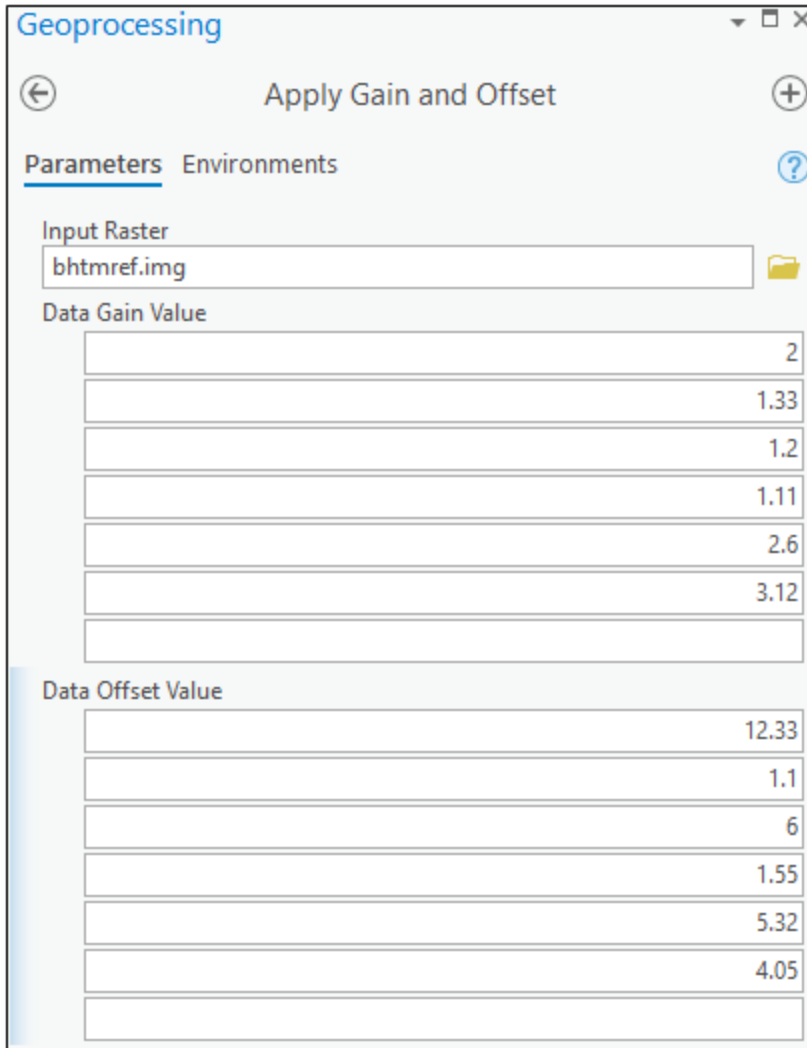 Geoprocessing
Apply Gain and Offset
Parameters Environments
Input Raster
bhtmref.img
Data Gain Value
2
1.33
1.2
1.11
2.6
3.12
Data Offset Value
12.33
1.1
6
1.55
5.32
4.05